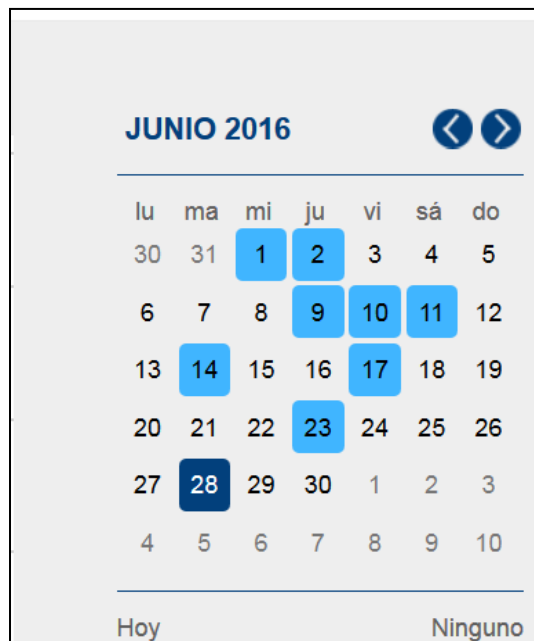 JUNIO 2016
lu ma mi ju vi sá do
30 31 1 2 3 4 5
6 7 8 9 10 11 12
13 14 15 16 17 18 19
20 21 22 23 24 25 26
27 28 29 30 1 2 3
4 5 6 7 8 9 10
Hoy Ninguno